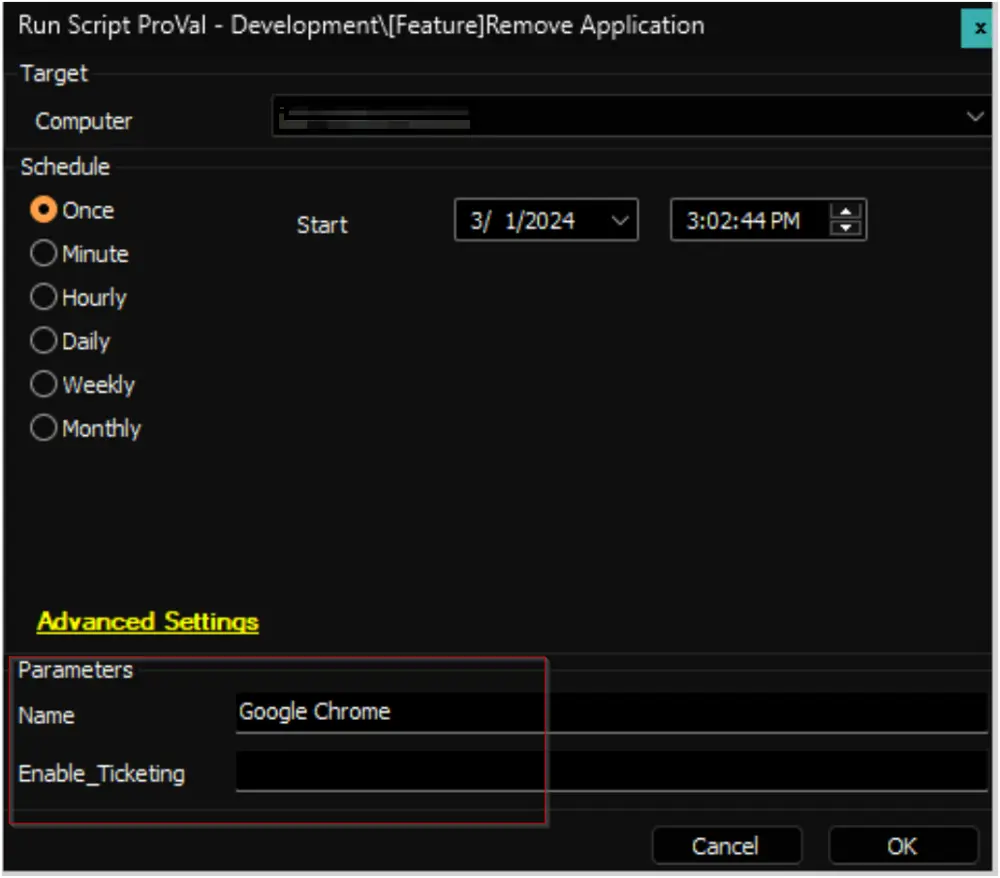 Run Script ProVal - Development\[Feature]Remove Application
x
Target
Computer
Schedule
Once
Start
3/ 1/2024
3:02:44 PM
Minute
Hourly
Daily
Weekly
Monthly
Advanced Settings
Parameters
Name
Google Chrome
Enable_Ticketing
Cancel
OK